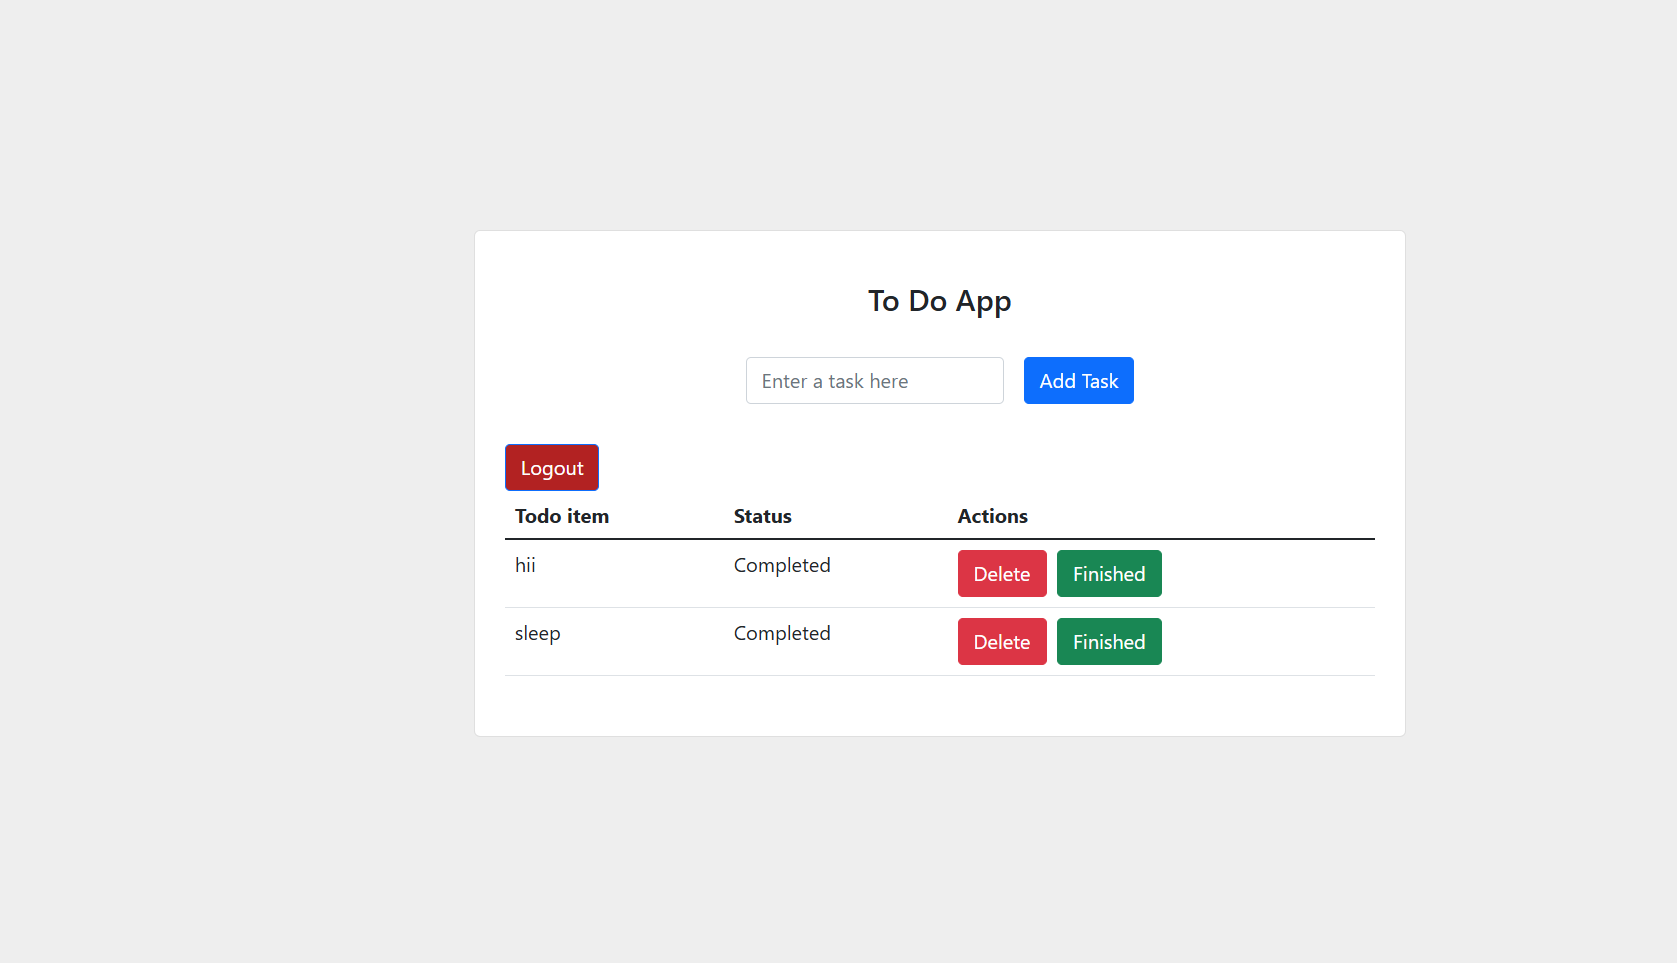 To Do App
Enter a task here Add Task
Logout
Todo item Status Actions
hii Completed Delete Finished
sleep Completed Delete Finished